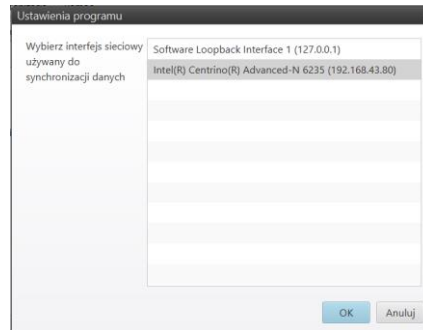 Ustawienia programu
Wybierz interfejs sieciowy
używany do
synchronizacji danych
Software Loopback Interface 1 (127.0.0.1)
Intel(R) Centrino(R) Advanced-N 6235 (192.168.43.80)
OK
Anuluj